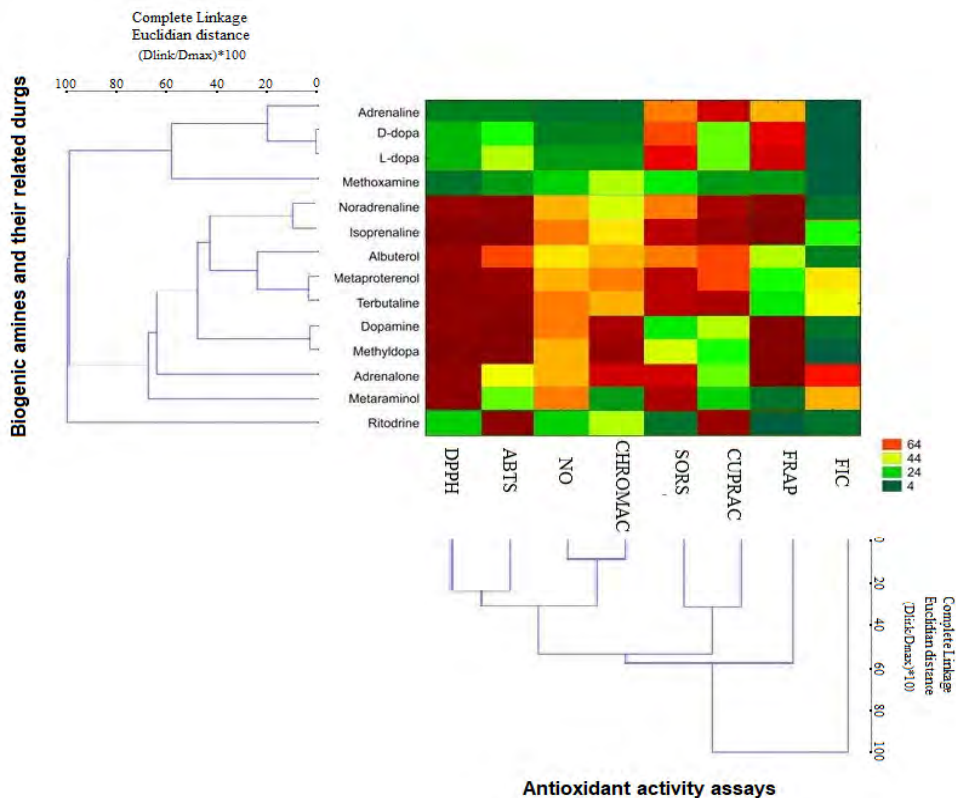 Complete Linkage
Euclidian distance
(Dlink/Dmax)*100
100 80 60 40 20 0
Biogenic amines and their related durgs
Adrenaline
D-dopa
L-dopa
Methoxamine
Noradrenaline
Isoprenaline
Albuterol
Metaproterenol
Terbutaline
Dopamine
Methyldopa
Adrenalone
Metaraminol
Ritodrine
DPPH
ABTS
NO
CHROMAC
SORS
CUPRAC
FRAP
FIC
64
44
24
4
0
20
40
60
80
100
Complete Linkage
Euclidian distance
(Dlink/Dmax)*10)
Antioxidant activity assays